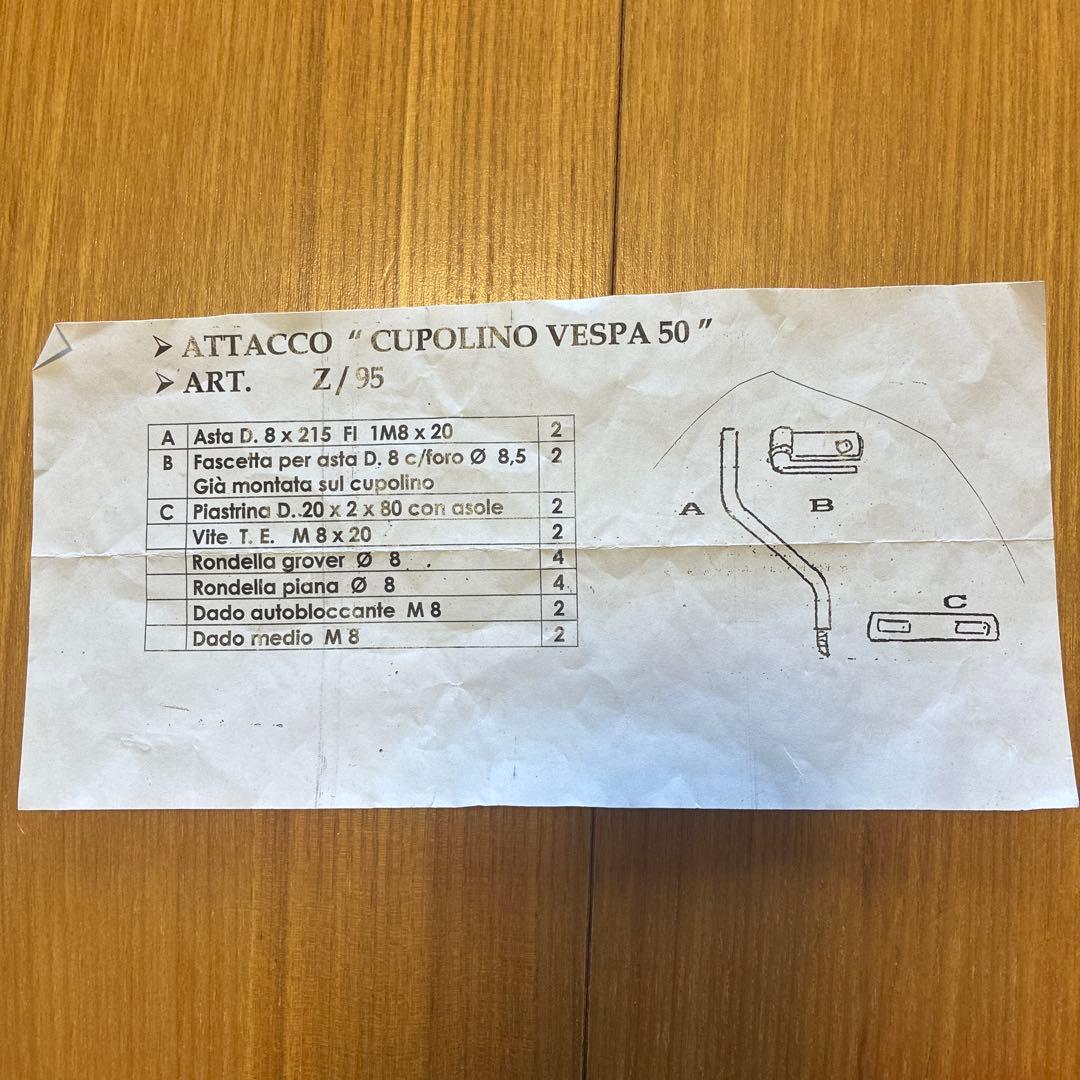 ➢ ATTACCO “ CUPOLINO VESPA 50 ”
➢ ART. Z/95
A Asta D. 8 x 215 FI 1M8 x 20 2
B Fascetta per asta D. 8 c/foro Ø 8,5 2
Già montata sul cupolino
C Piastrina D. 20 x 2 x 80 con asole 2
Vite T. E. M 8 x 20 2
Rondella grover Ø 8 4
Rondella piana Ø 8 4
Dado autobloccante M 8 2
Dado medio M 8 2
A
B
C